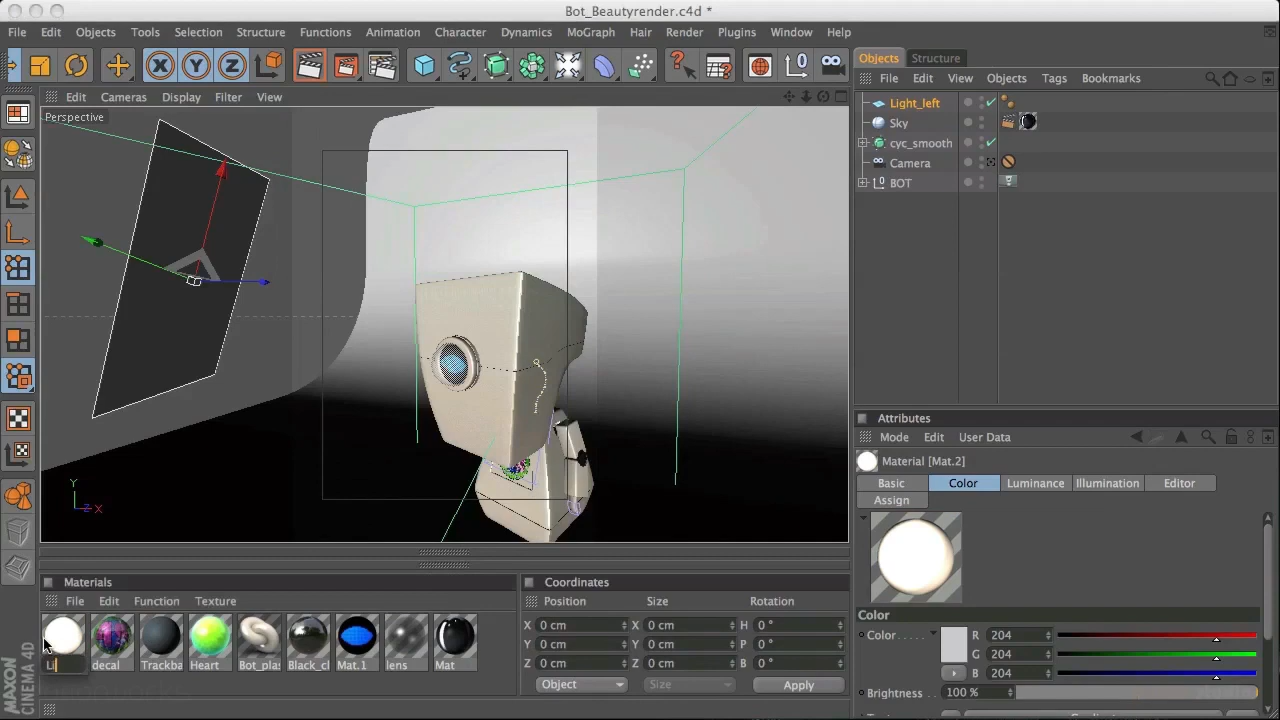 Bot_Beautyrender.c4d *
File Edit Objects Tools Selection Structure Functions Animation Character Dynamics MoGraph Hair Render Plugins Window Help
X Y Z
Objects Structure
Edit Cameras Display Filter View
File Edit View Objects Tags Bookmarks
Perspective
Light_left
Sky
cyc_smooth
Camera
BOT
Attributes
Mode Edit User Data
Material [Mat.2]
Basic Color Luminance Illumination Editor
Assign
Y
Z X
Materials
File Edit Function Texture
Li decal Trackba Heart Bot_plas Black_cl Mat.1 lens Mat
Coordinates
Position Size Rotation
X 0 cm X 0 cm H 0 °
Y 0 cm Y 0 cm P 0 °
Z 0 cm Z 0 cm B 0 °
Object Size Apply
Color
Color R 204
G 204
B 204
Brightness 100 %
MAXON
CINEMA 4D